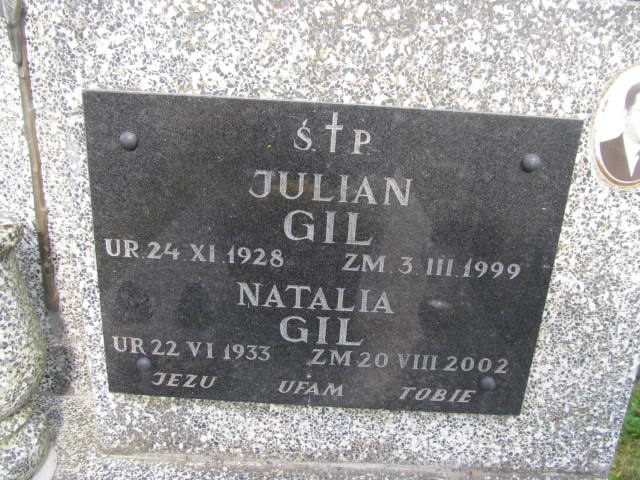 Ś.†P.
JULIAN
GIL
UR.24 XI.1928 ZM.3.III.1999
NATALIA
GIL
UR 22 VI 1933 ZM 20 VIII 2002
JEZU UFAM TOBIE